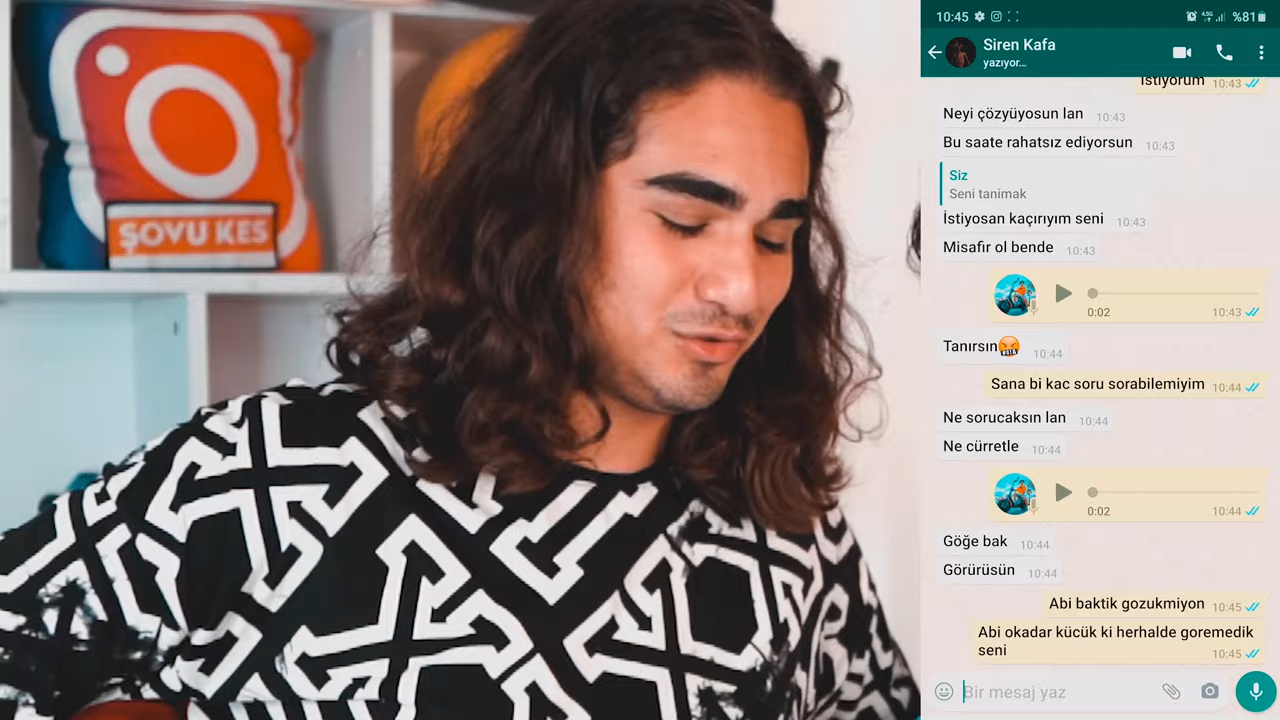 ŞOVU KES
10:45
%81
Siren Kafa
yazıyor...
İstiyorum 10:43
Neyi çözyüyosun lan 10:43
Bu saate rahatsız ediyorsun 10:43
Siz
Seni tanimak
İstiyosan kaçırıyım seni 10:43
Misafir ol bende 10:43
0:02 10:43
Tanırsın 10:44
Sana bi kac soru sorabilemiyim 10:44
Ne sorucaksın lan 10:44
Ne cürretle 10:44
0:02 10:44
Göğe bak 10:44
Görürüsün 10:44
Abi baktik gozukmiyon 10:45
Abi okadar kücük ki herhalde goremedik
seni 10:45
Bir mesaj yaz